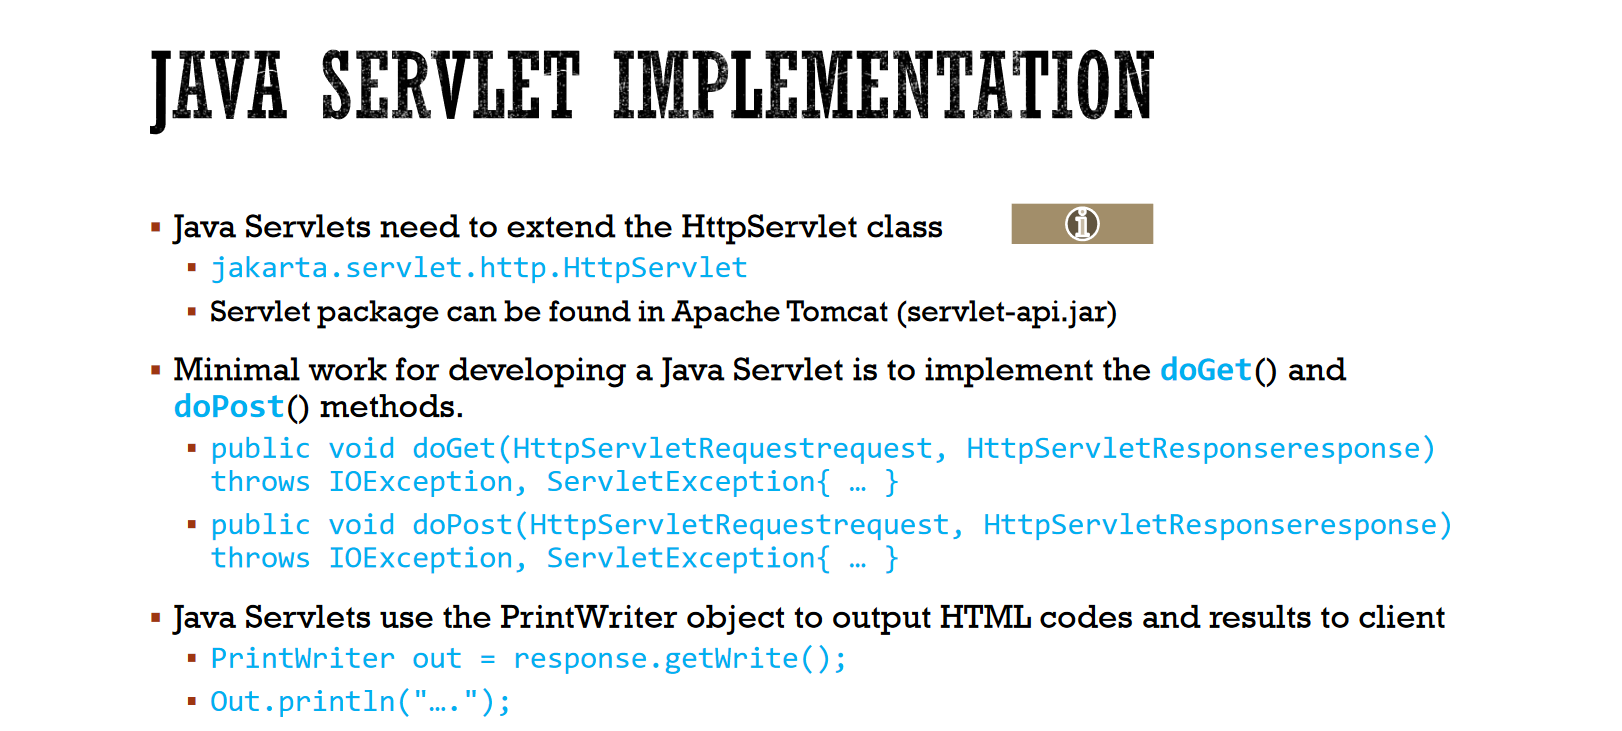 JAVA SERVLET IMPLEMENTATION
Java Servlets need to extend the HttpServlet class
jakarta.servlet.http.HttpServlet
Servlet package can be found in Apache Tomcat (servlet-api.jar)
Minimal work for developing a Java Servlet is to implement the doGet() and
doPost() methods.
public void doGet(HttpServletRequestrequest, HttpServletResponseresponse)
throws IOException, ServletException{ … }
public void doPost(HttpServletRequestrequest, HttpServletResponseresponse)
throws IOException, ServletException{ … }
Java Servlets use the PrintWriter object to output HTML codes and results to client
PrintWriter out = response.getWrite();
Out.println("….");